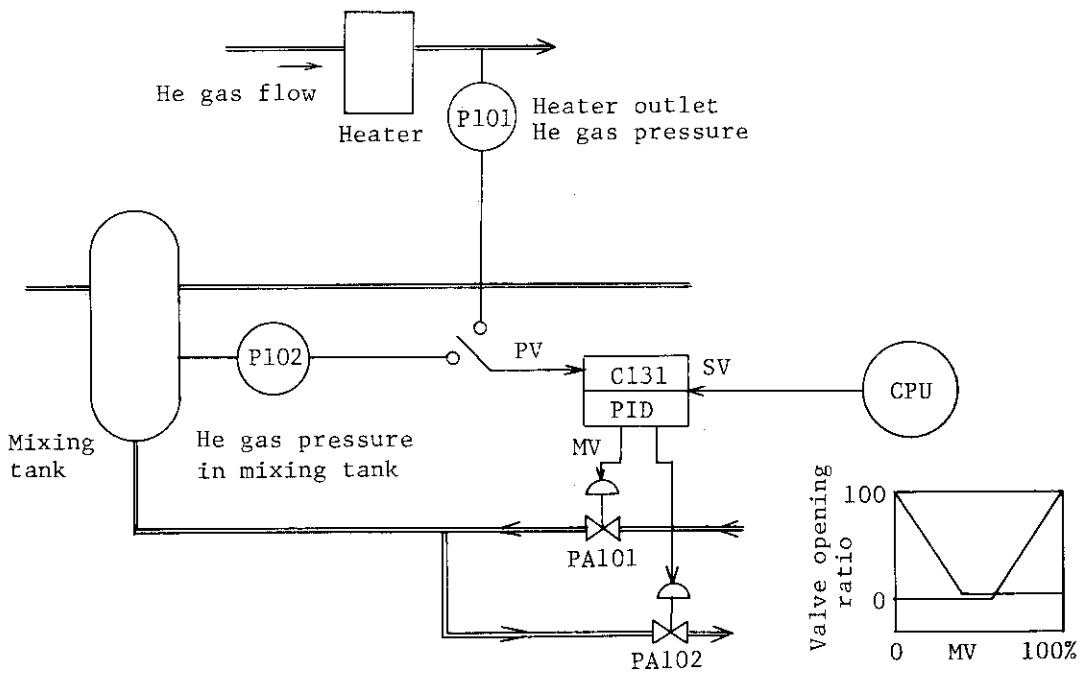 He gas flow
Heater
P101
Heater outlet
He gas pressure
P102
PV
C131
PID
SV
CPU
Mixing
tank
He gas pressure
in mixing tank
MV
PA101
PA102
Valve opening
ratio
100
0
0
MV
100%